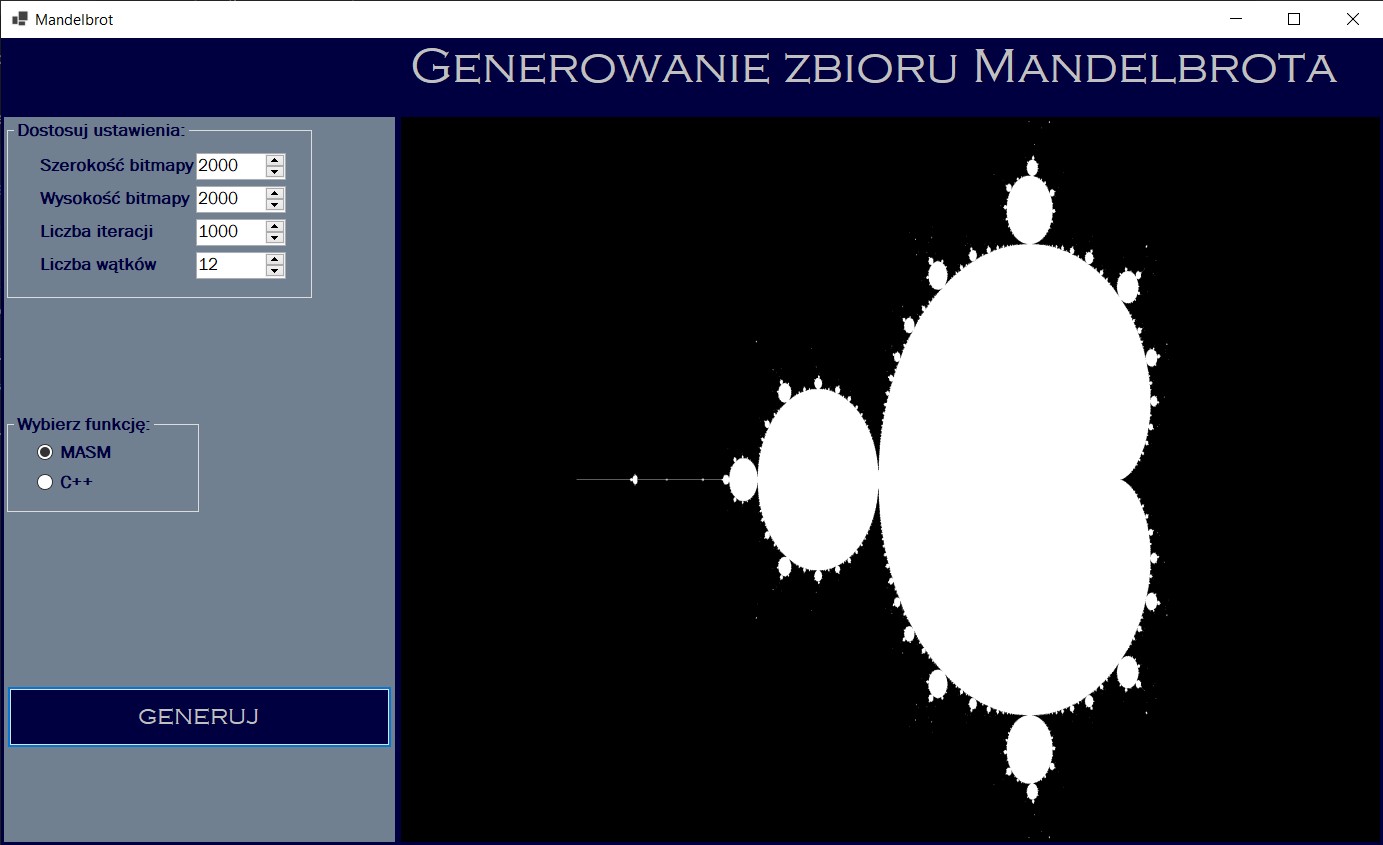 Mandelbrot
Generowanie zbioru Mandelbrota
Dostosuj ustawienia:
Szerokość bitmapy 2000
Wysokość bitmapy 2000
Liczba iteracji 1000
Liczba wątków 12
Wybierz funkcję:
MASM
C++
GENERUJ